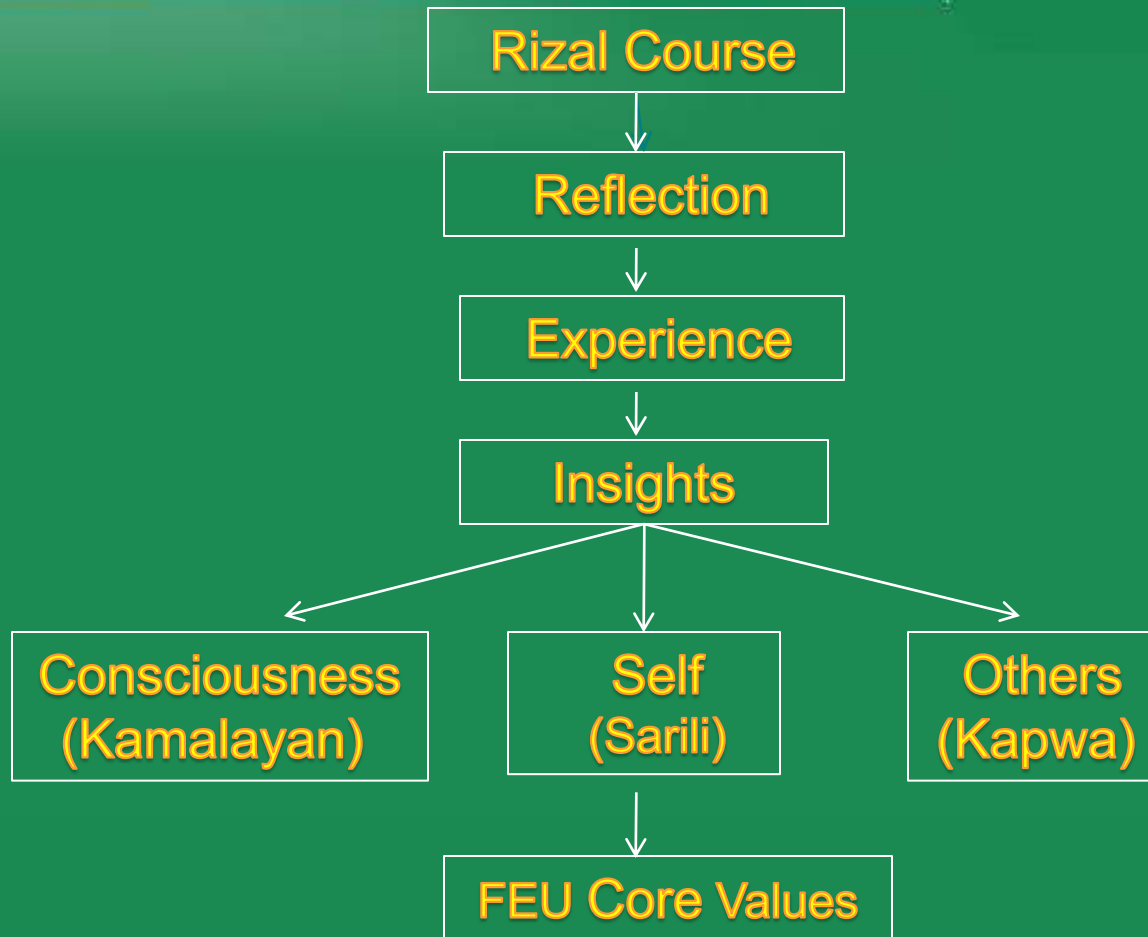 Rizal Course
Reflection
Experience
Insights
Consciousness
(Kamalayan)
Self
(Sarili)
Others
(Kapwa)
FEU Core Values